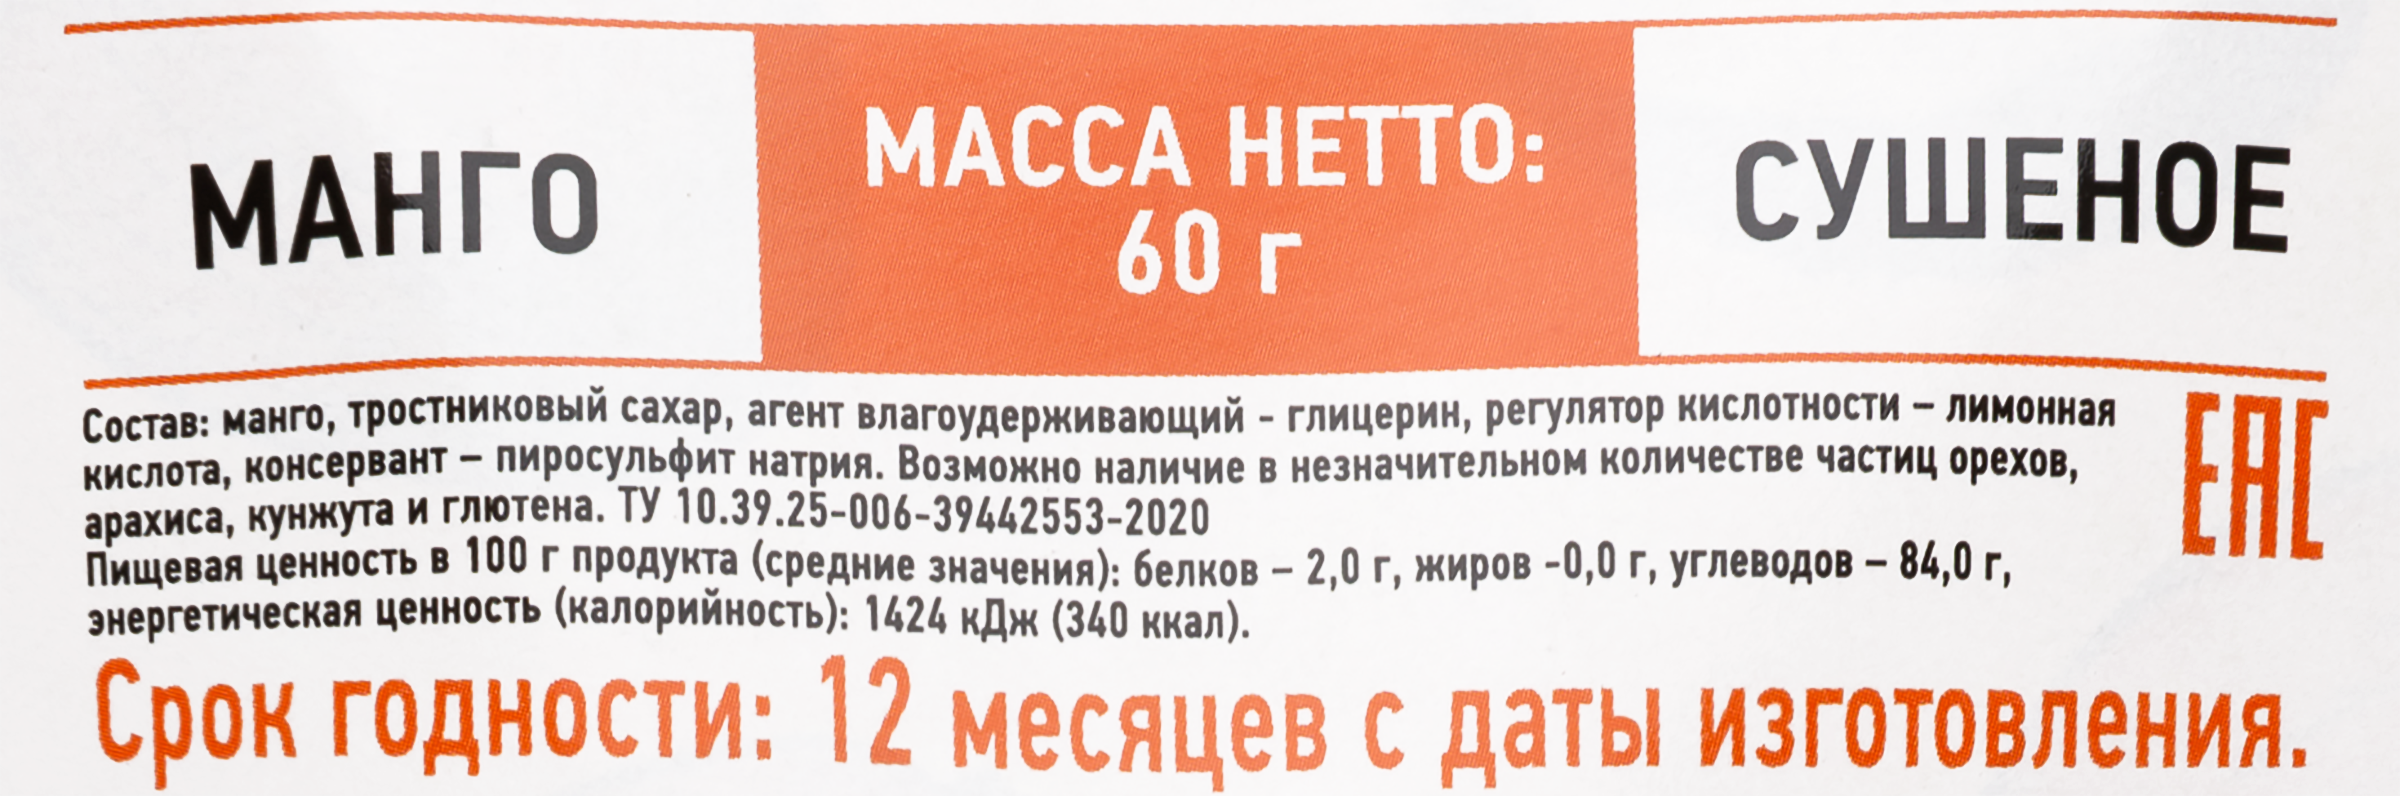 МАНГО
МАССА НЕТТО:
60 г
СУШЕНОЕ
Состав: манго, тростниковый сахар, агент влагоудерживающий - глицерин, регулятор кислотности – лимонная
кислота, консервант – пиросульфит натрия. Возможно наличие в незначительном количестве частиц орехов,
арахиса, кунжута и глютена. ТУ 10.39.25-006-39442553-2020
Пищевая ценность в 100 г продукта (средние значения): белков – 2,0 г, жиров -0,0 г, углеводов – 84,0 г,
энергетическая ценность (калорийность): 1424 кДж (340 ккал).
ЕАС
Срок годности: 12 месяцев с даты изготовления.